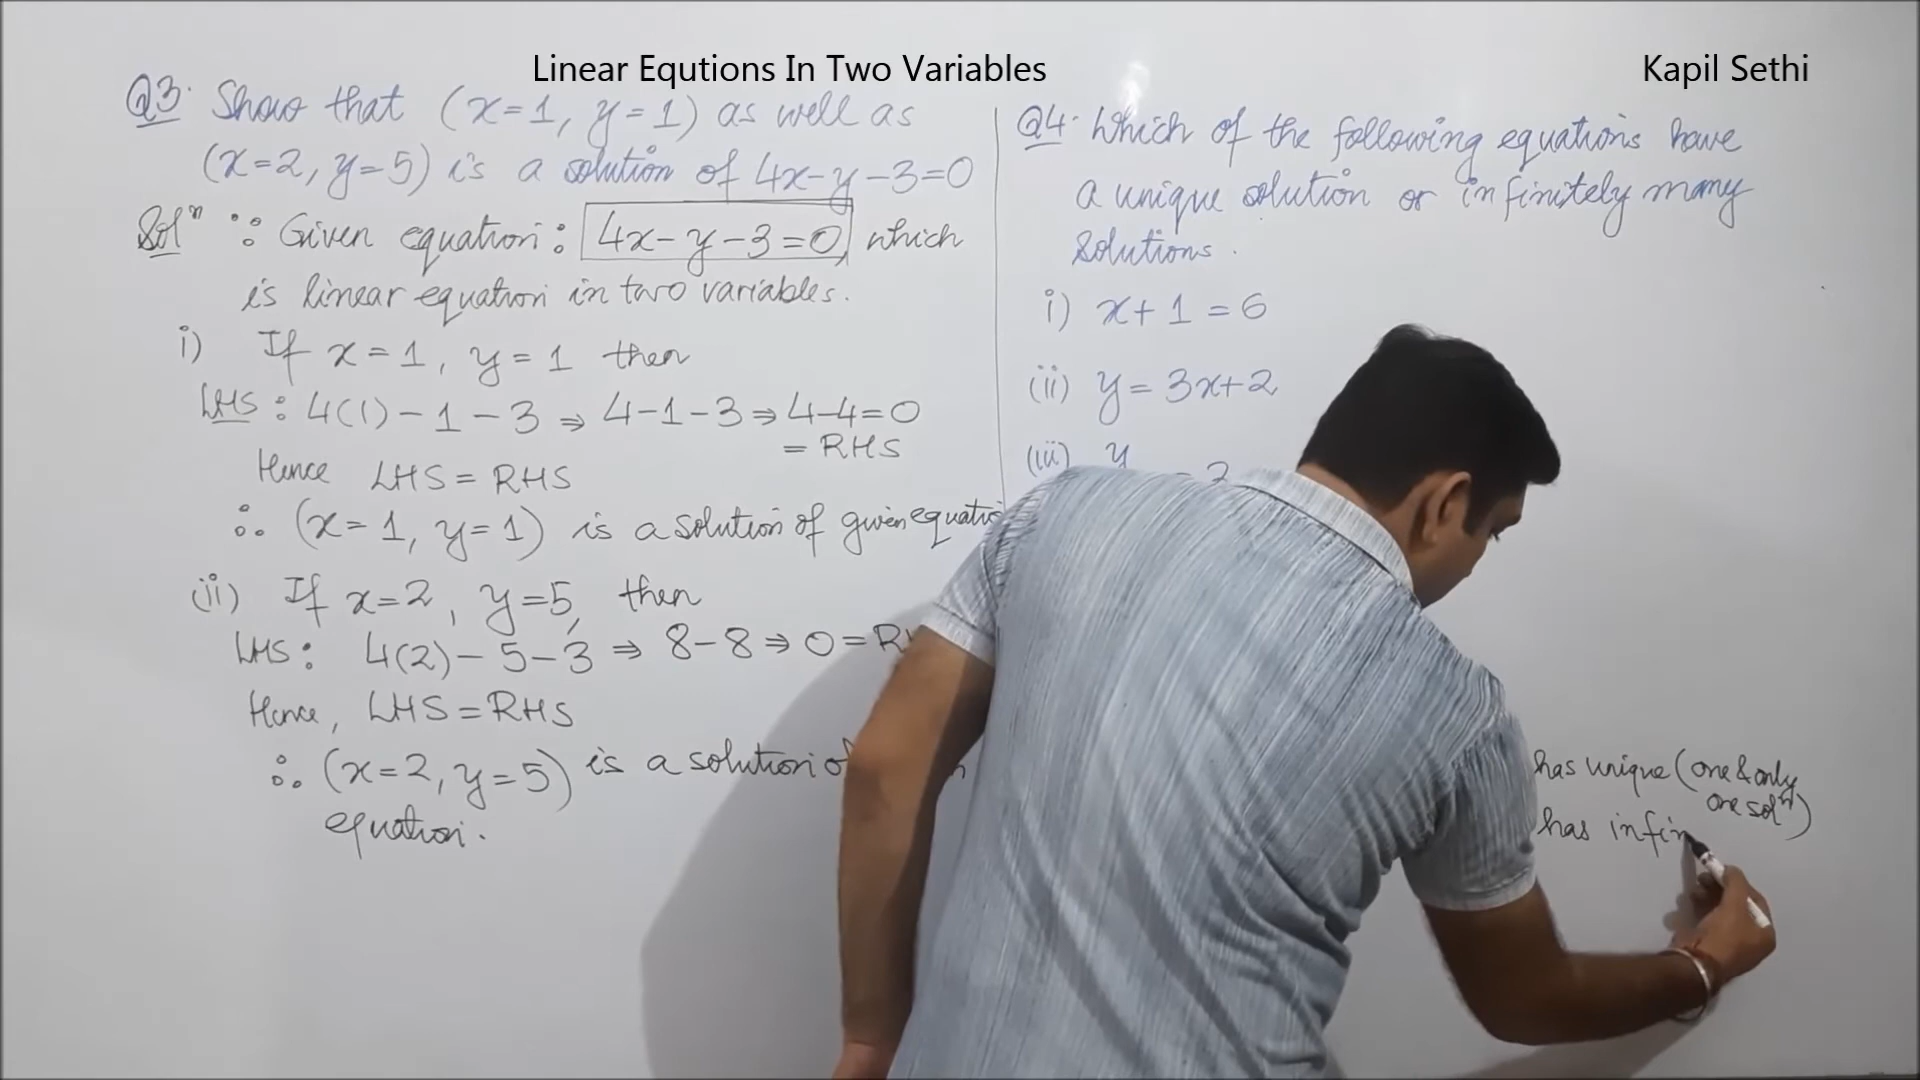 Linear Equtions In Two Variables
Kapil Sethi
Q3. Show that (x=1, y=1) as well as
(x=2, y=5) is a solution of 4x-y-3=0
Solⁿ ∵ Given equation: 4x-y-3=0, which
is linear equation in two variables.
i) If x=1, y=1 then
LHS: 4(1)-1-3 ⇒ 4-1-3 ⇒ 4-4=0
= RHS
Hence LHS = RHS
∴ (x=1, y=1) is a solution of given
(ii) If x=2, y=5, then
LHS: 4(2)-5-3 ⇒ 8-8 ⇒ 0=R
Hence, LHS=RHS
∴ (x=2, y=5) is a solution
equation.
Q4. Which of the following equations have
a unique solution or infinitely many
solutions.
i) x+1=6
(ii) y=3x+2
(iii) y
= 2
has unique (one & only
one solⁿ)
has infin